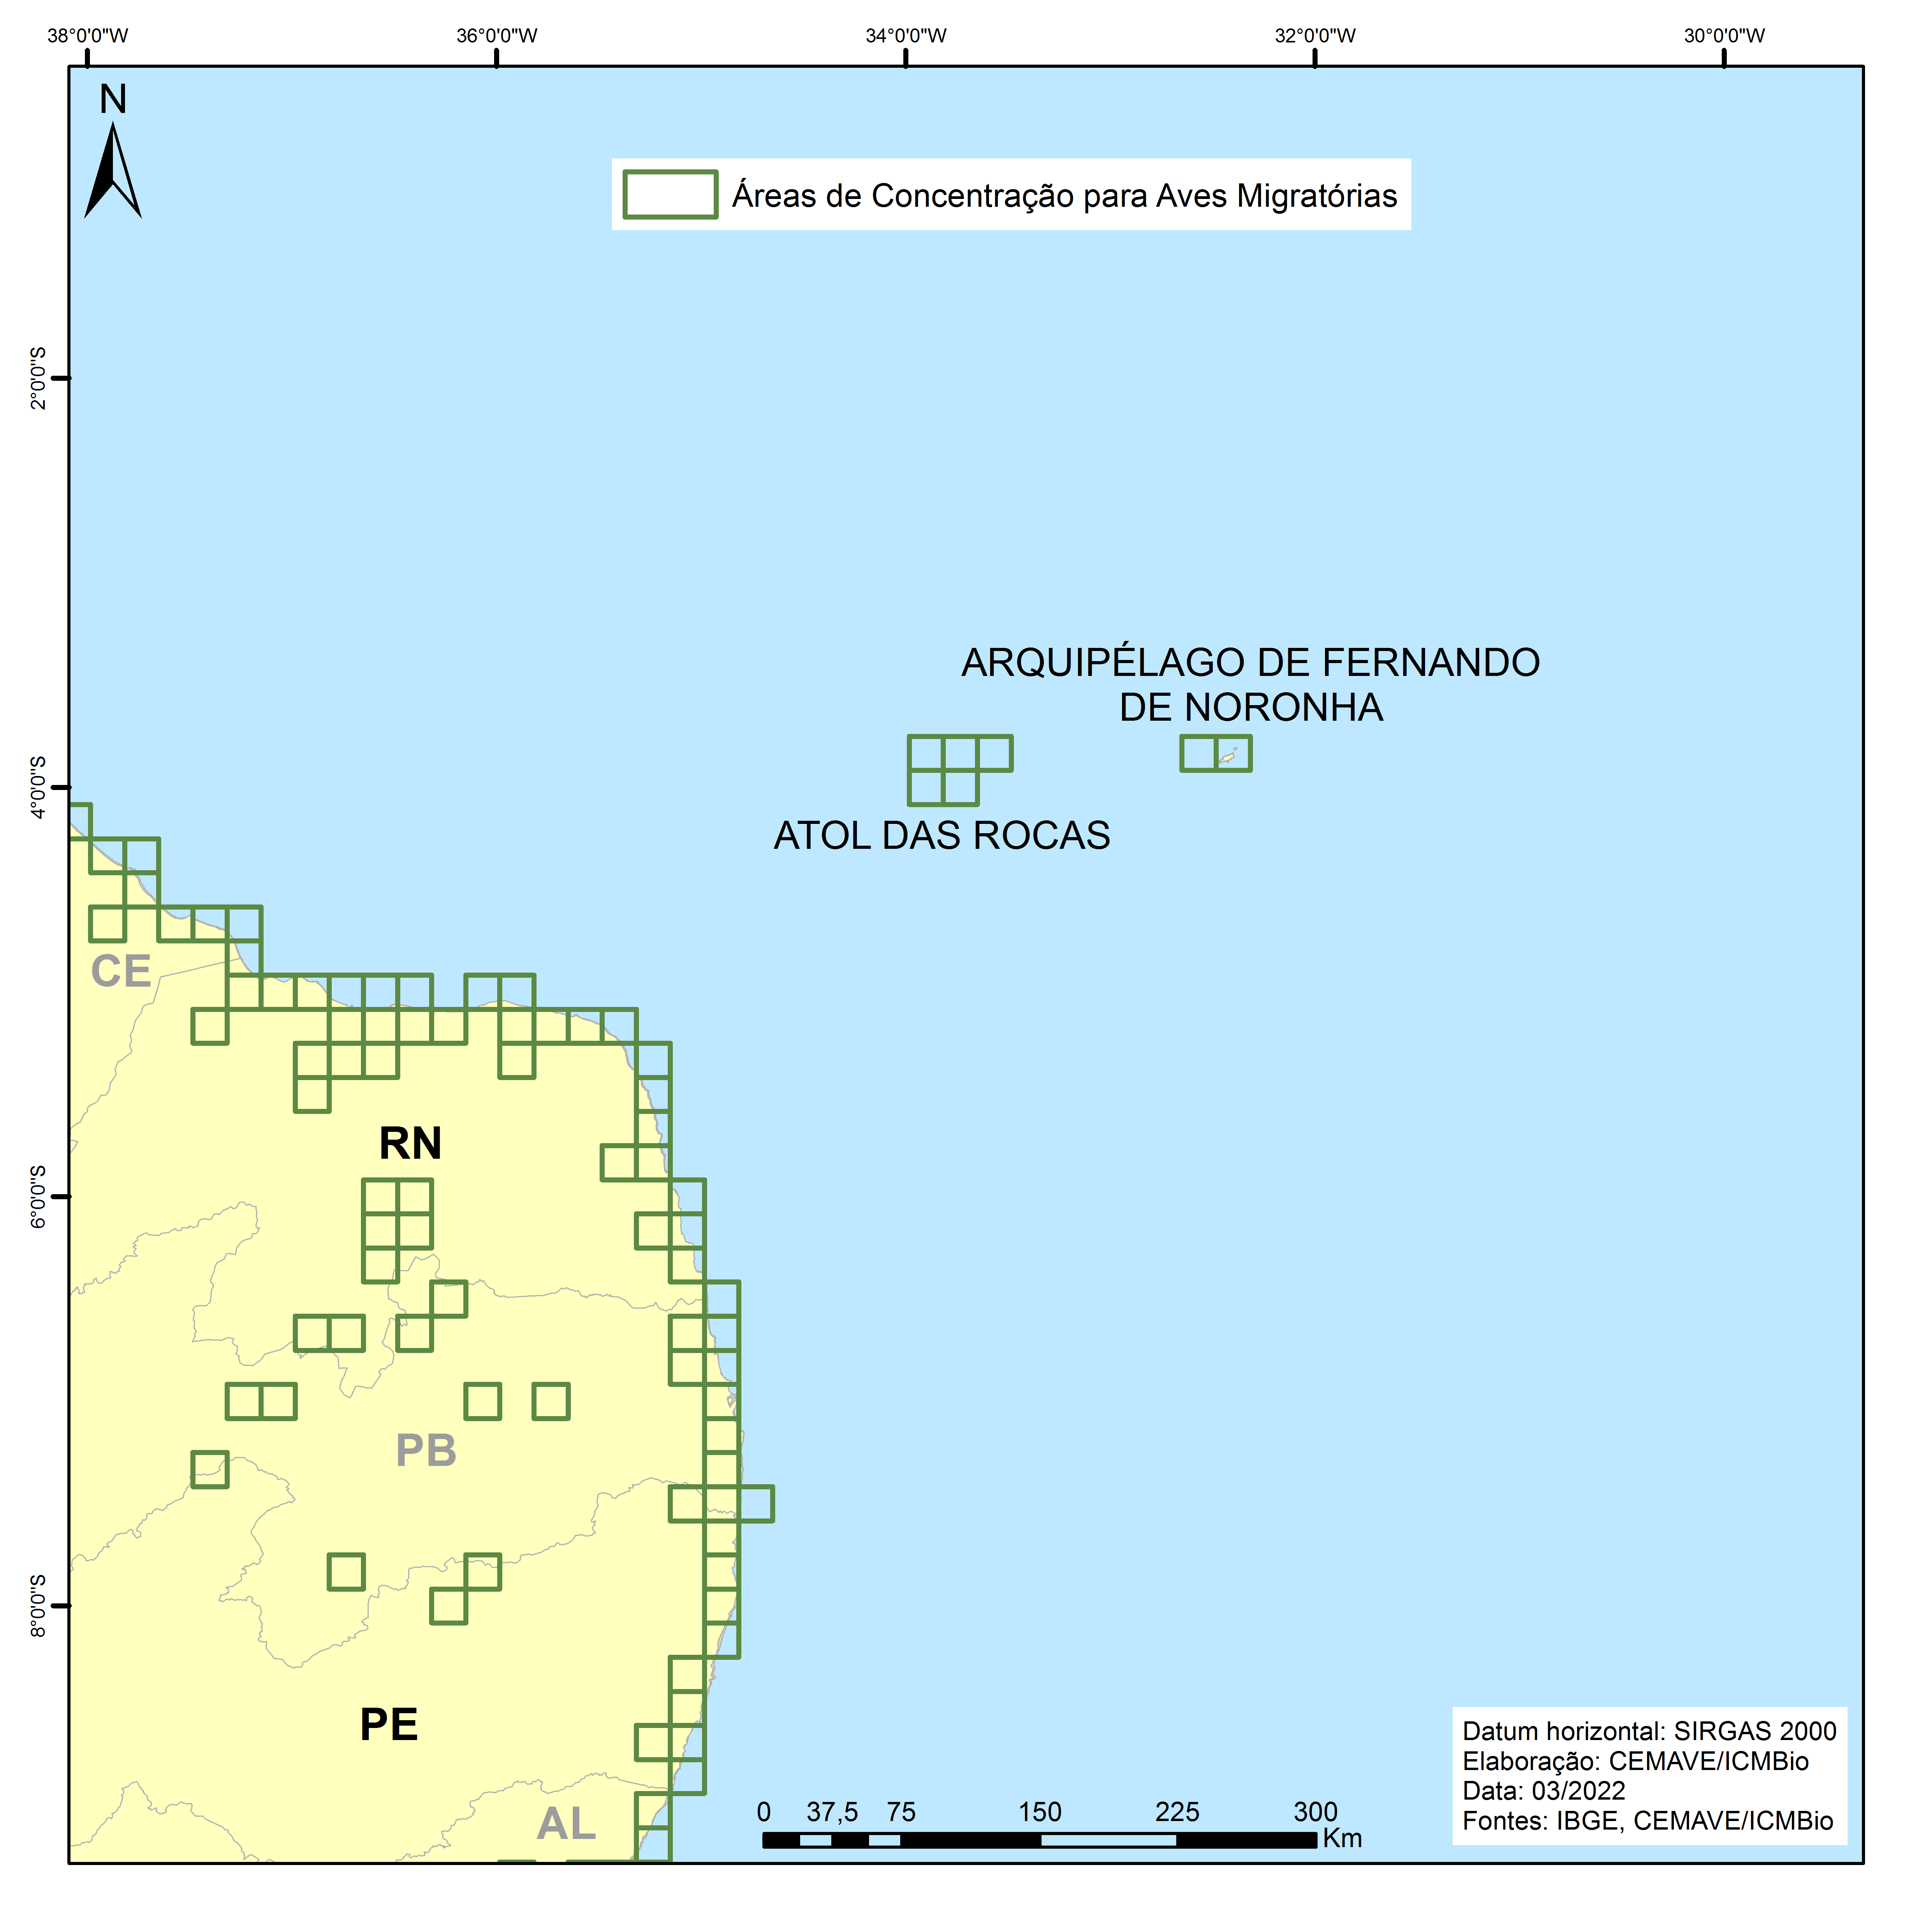 38°0'0"W
36°0'0"W
34°0'0"W
32°0'0"W
30°0'0"W
N
Áreas de Concentração para Aves Migratórias
2°0'0"S
ARQUIPÉLAGO DE FERNANDO
DE NORONHA
4°0'0"S
ATOL DAS ROCAS
CE
RN
6°0'0"S
PB
8°0'0"S
PE
AL
0 37,5 75 150 225 300
Km
Datum horizontal: SIRGAS 2000
Elaboração: CEMAVE/ICMBio
Data: 03/2022
Fontes: IBGE, CEMAVE/ICMBio